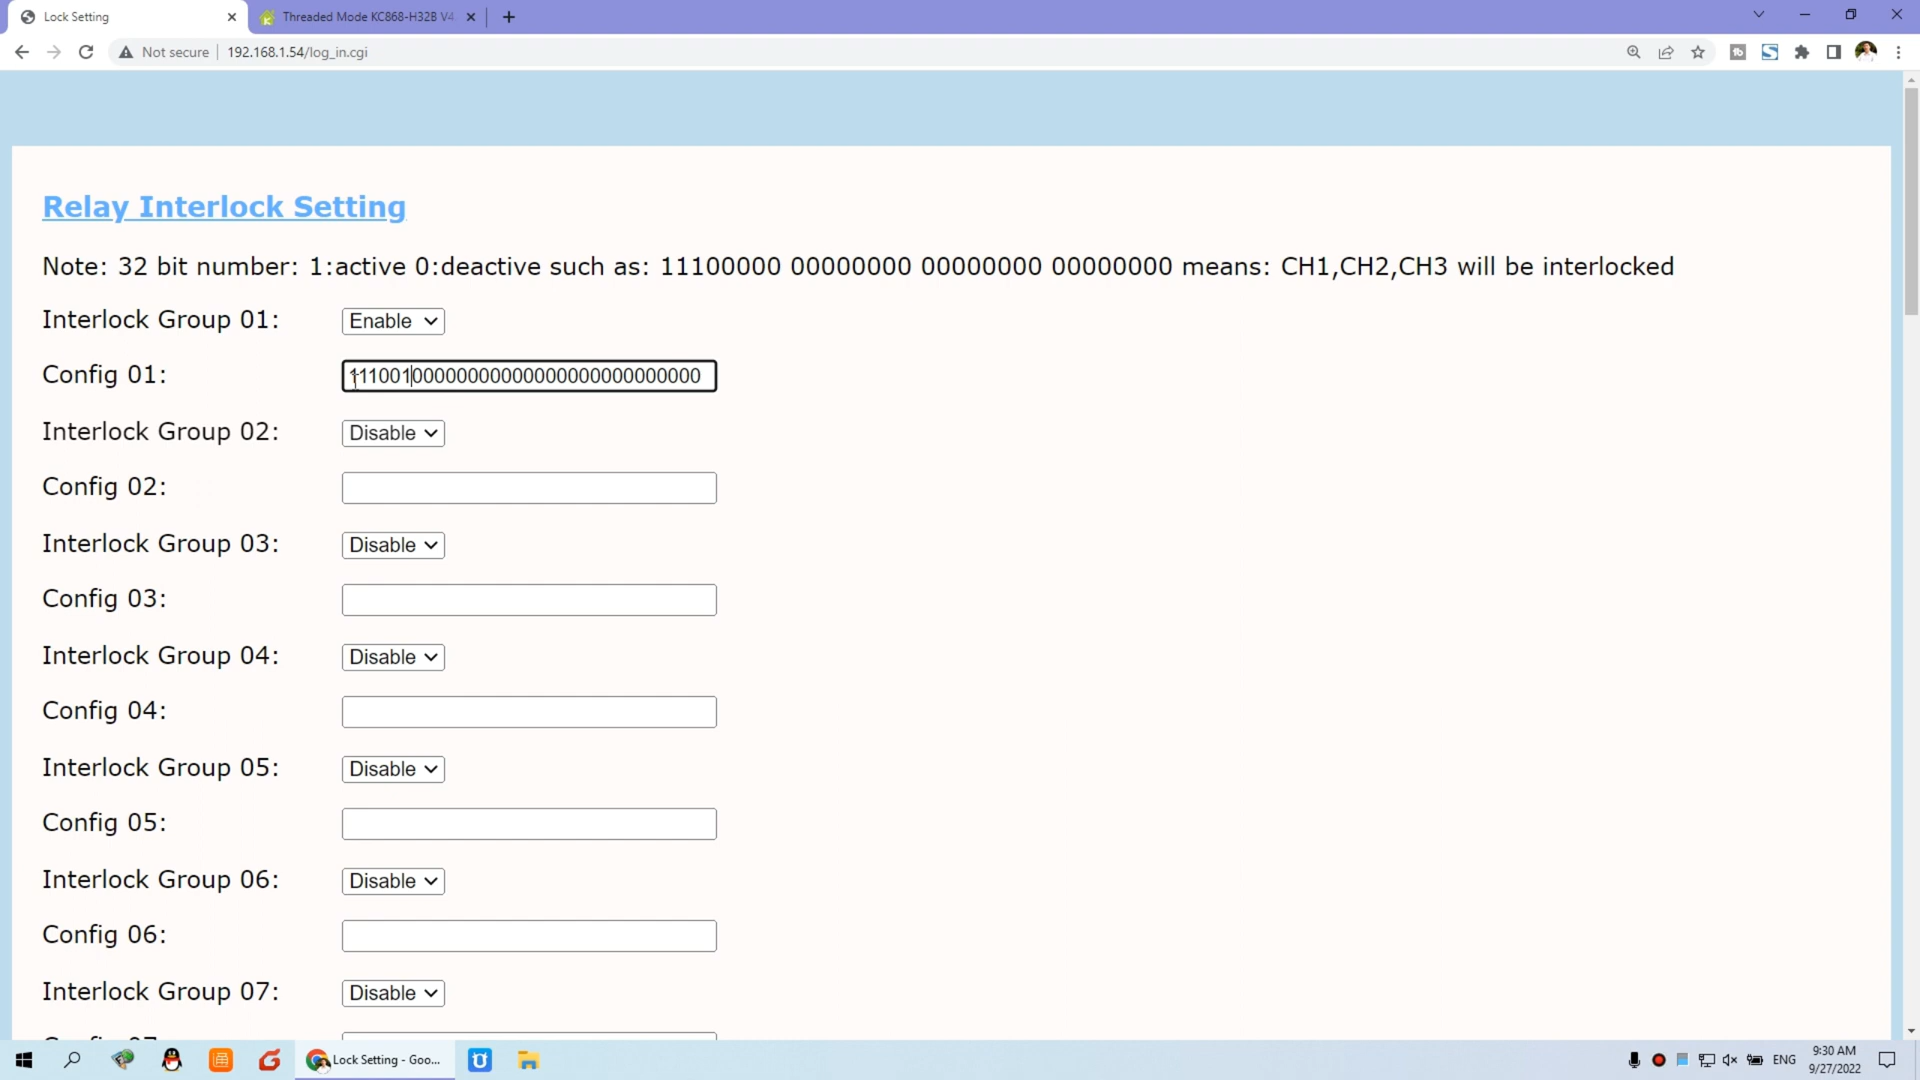 Lock Setting
Threaded Mode KC868-H32B V4.
Not secure
192.168.1.54/log_in.cgi
Relay Interlock Setting
Note: 32 bit number: 1:active 0:deactive such as: 11100000 00000000 00000000 00000000 means: CH1,CH2,CH3 will be interlocked
Interlock Group 01: Enable
Config 01: 11100100000000000000000000000000
Interlock Group 02: Disable
Config 02:
Interlock Group 03: Disable
Config 03:
Interlock Group 04: Disable
Config 04:
Interlock Group 05: Disable
Config 05:
Interlock Group 06: Disable
Config 06:
Interlock Group 07: Disable
Lock Setting - Goo...
ENG
9:30 AM
9/27/2022